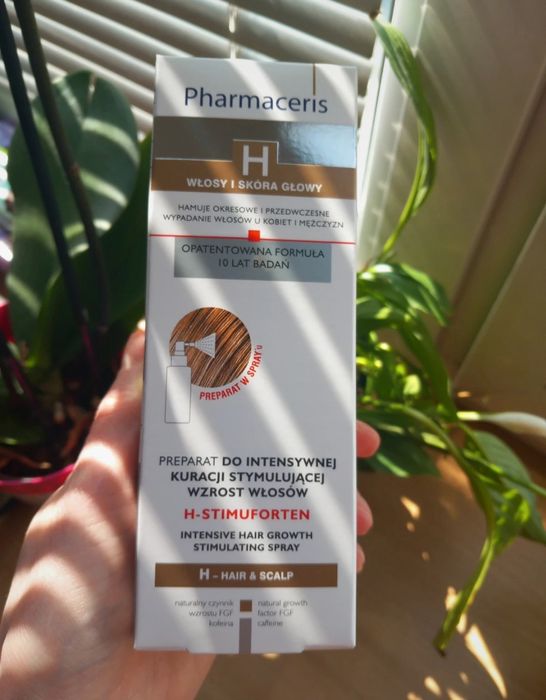 Pharmaceris
H
WŁOSY I SKÓRA GŁOWY
HAMUJE OKRESOWE I PRZEDWCZESNE
WYPADANIE WŁOSÓW U KOBIET I MĘŻCZYZN
OPATENTOWANA FORMUŁA
10 LAT BADAŃ
PREPARAT W SPRAY'U
PREPARAT DO INTENSYWNEJ
KURACJI STYMULUJĄCEJ
WZROST WŁOSÓW
H-STIMUFORTEN
INTENSIVE HAIR GROWTH
STIMULATING SPRAY
H – HAIR & SCALP
naturalny czynnik
wzrostu FGF
kofeina
natural growth
factor FGF
caffeine